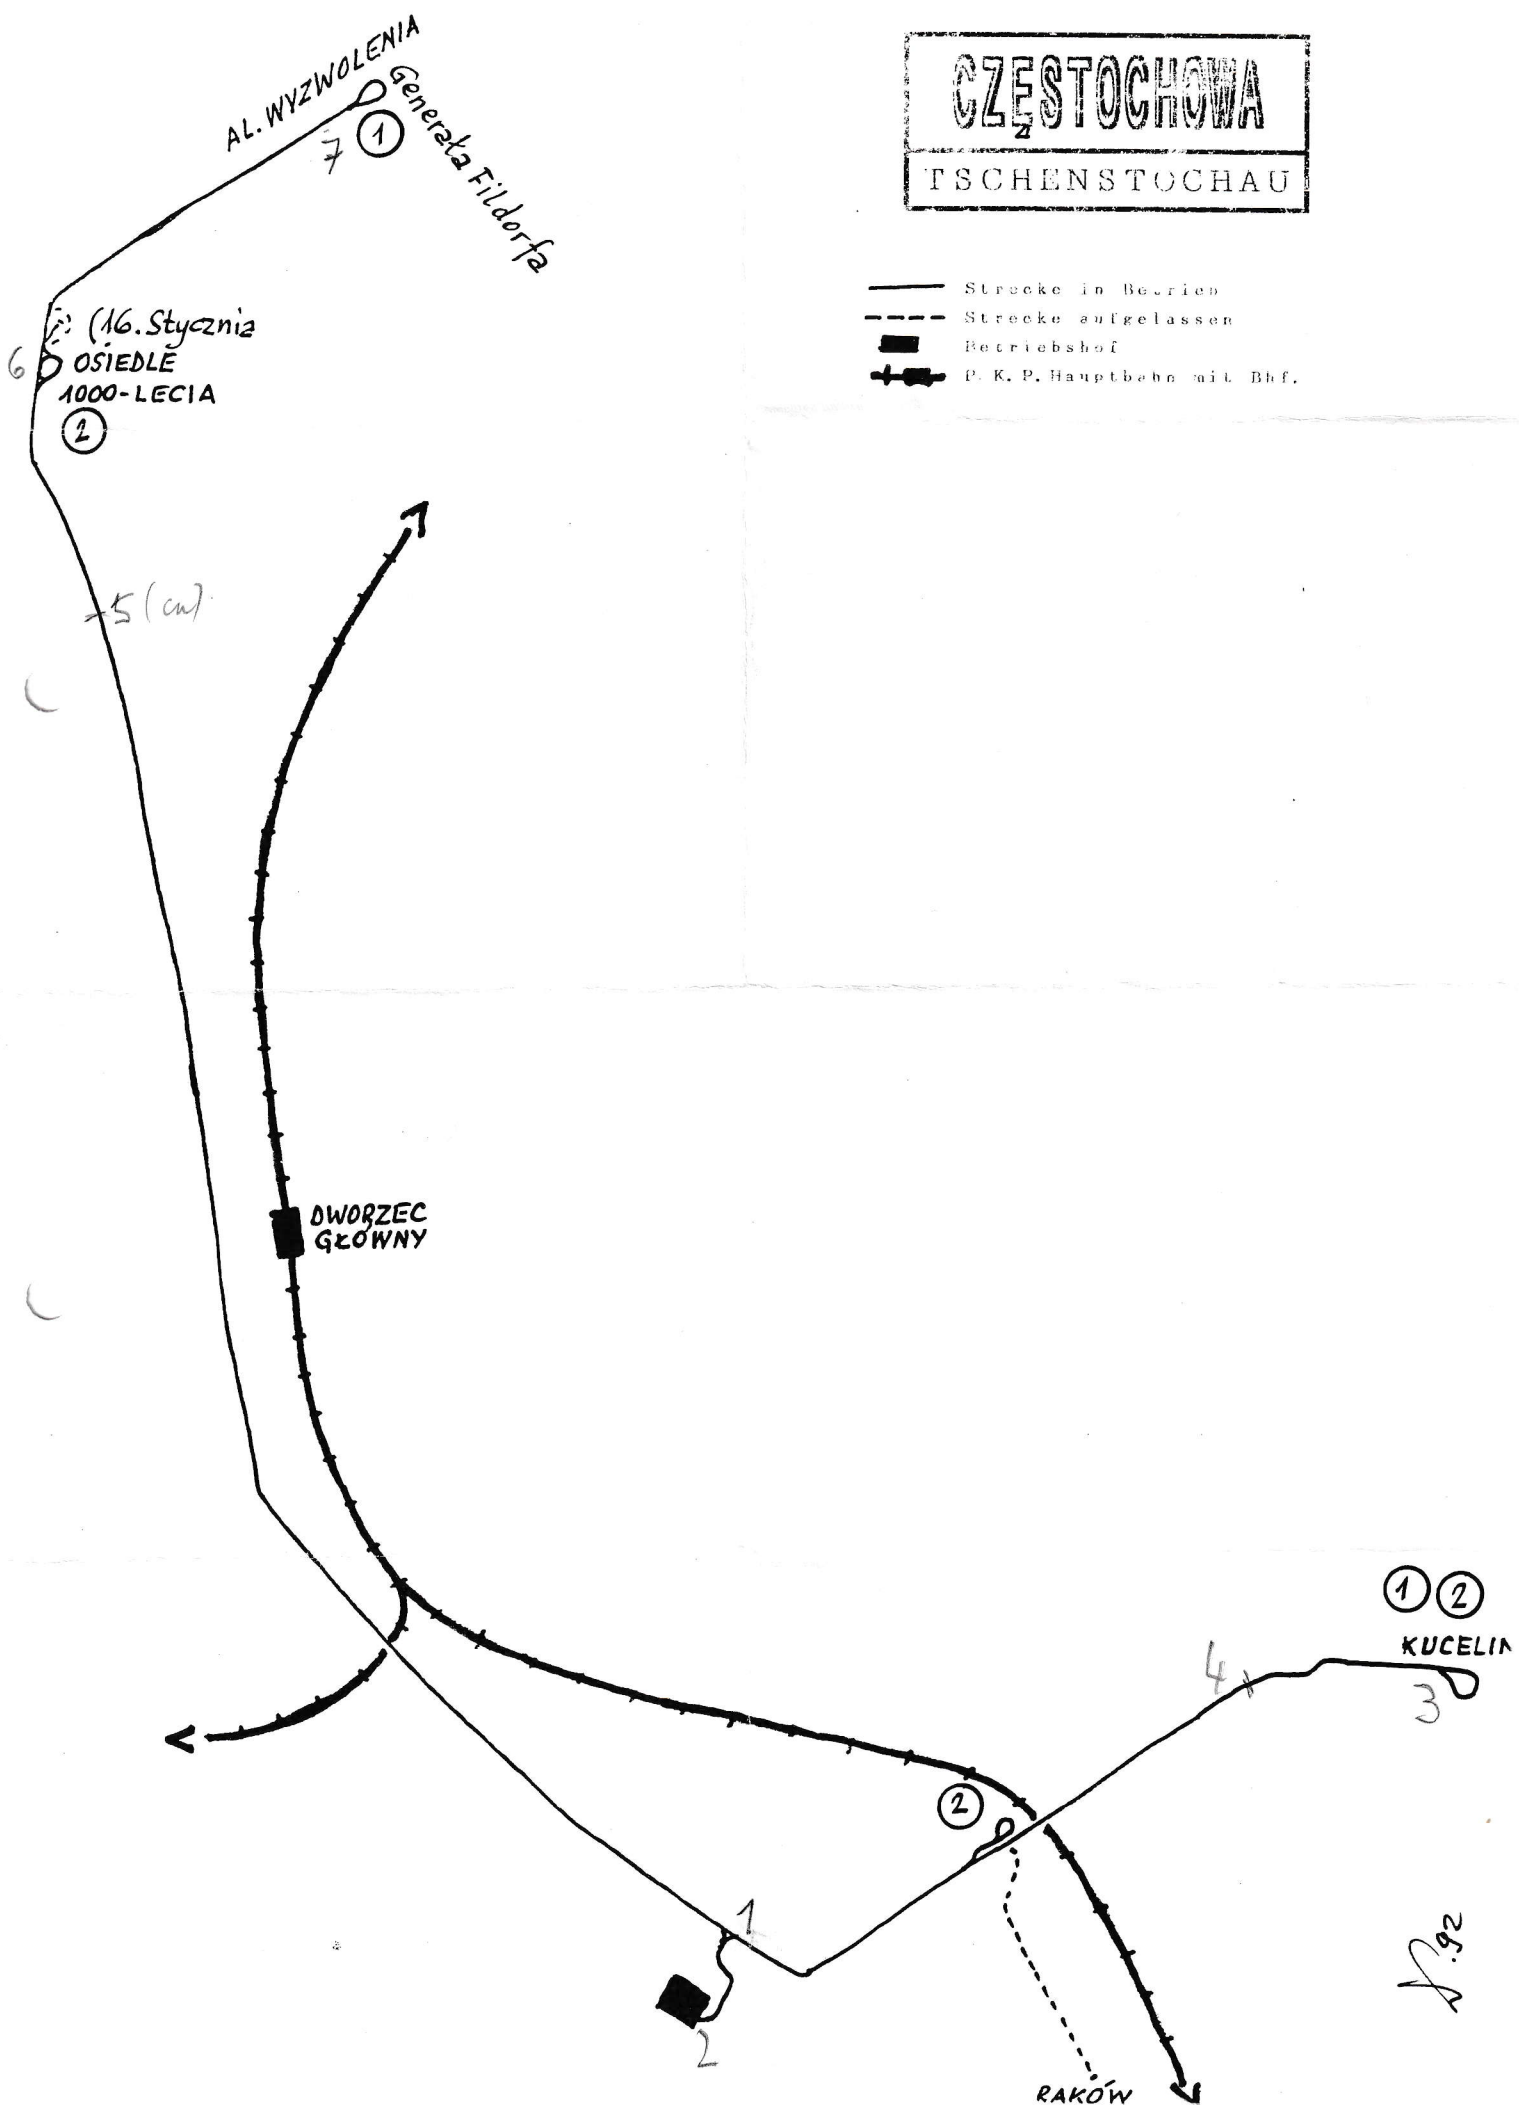 AL. WYZWOLENIA
Generała Fildorfa
1
7
CZĘSTOCHOWA
TSCHENSTOCHAU
Strecke in Betrieb
Strecke aufgelassen
Betriebshof
P.K.P. Hauptbahn mit Bhf.
(16. Stycznia
6
OSIEDLE
1000-LECIA
2
5
DWORZEC
GŁÓWNY
1 2
KUCELIN
4
3
2
1
2
RAKÓW
.92